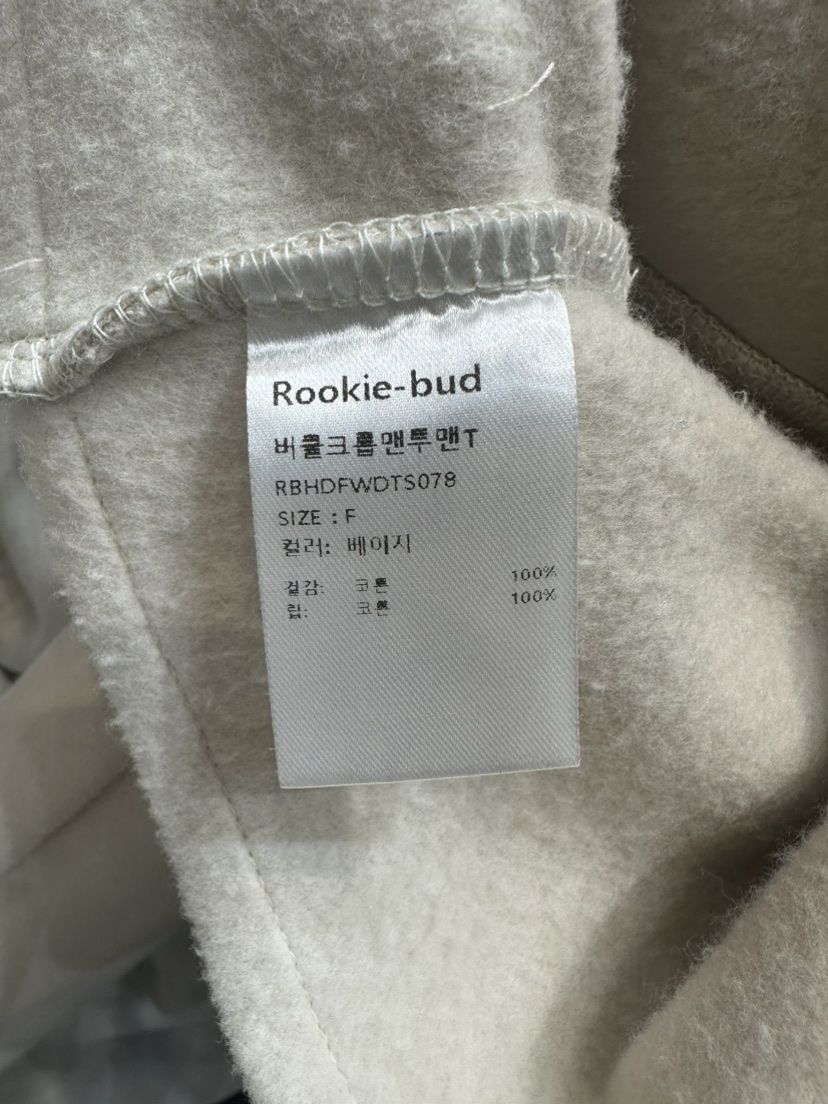 Rookie-bud
버클크롭맨투맨T
RBHDFWDTS078
SIZE : F
컬러: 베이지
겉감: 코튼 100%
립: 코튼 100%